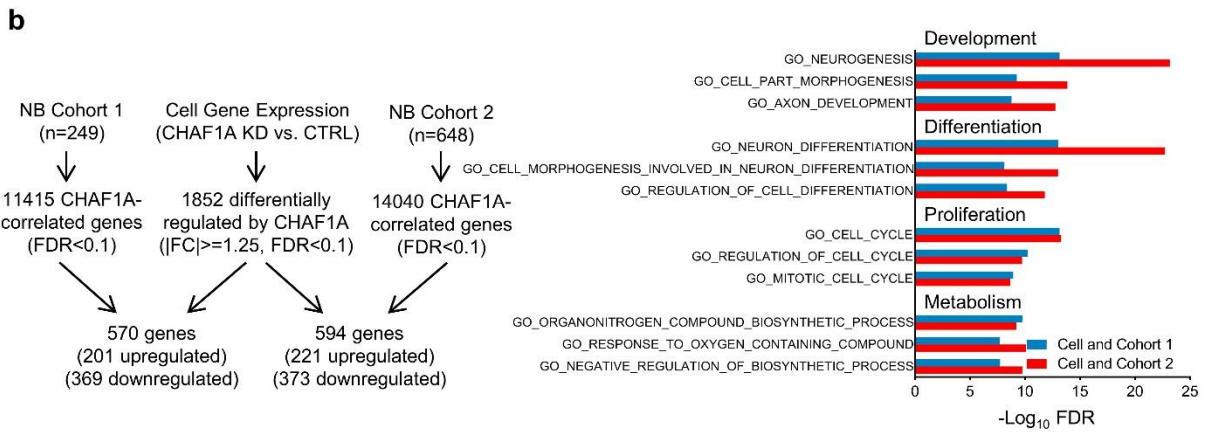 b
NB Cohort 1
(n=249)
Cell Gene Expression
(CHAF1A KD vs. CTRL)
NB Cohort 2
(n=648)
11415 CHAF1A-
correlated genes
(FDR<0.1)
1852 differentially
regulated by CHAF1A
(|FC|>=1.25, FDR<0.1)
14040 CHAF1A-
correlated genes
(FDR<0.1)
570 genes
(201 upregulated)
(369 downregulated)
594 genes
(221 upregulated)
(373 downregulated)
Development
GO_NEUROGENESIS
GO_CELL_PART_MORPHOGENESIS
GO_AXON_DEVELOPMENT
Differentiation
GO_NEURON_DIFFERENTIATION
GO_CELL_MORPHOGENESIS_INVOLVED_IN_NEURON_DIFFERENTIATION
GO_REGULATION_OF_CELL_DIFFERENTIATION
Proliferation
GO_CELL_CYCLE
GO_REGULATION_OF_CELL_CYCLE
GO_MITOTIC_CELL_CYCLE
Metabolism
GO_ORGANONITROGEN_COMPOUND_BIOSYNTHETIC_PROCESS
GO_RESPONSE_TO_OXYGEN_CONTAINING_COMPOUND
GO_NEGATIVE_REGULATION_OF_BIOSYNTHETIC_PROCESS
Cell and Cohort 1
Cell and Cohort 2
0 5 10 15 20 25
-Log10 FDR